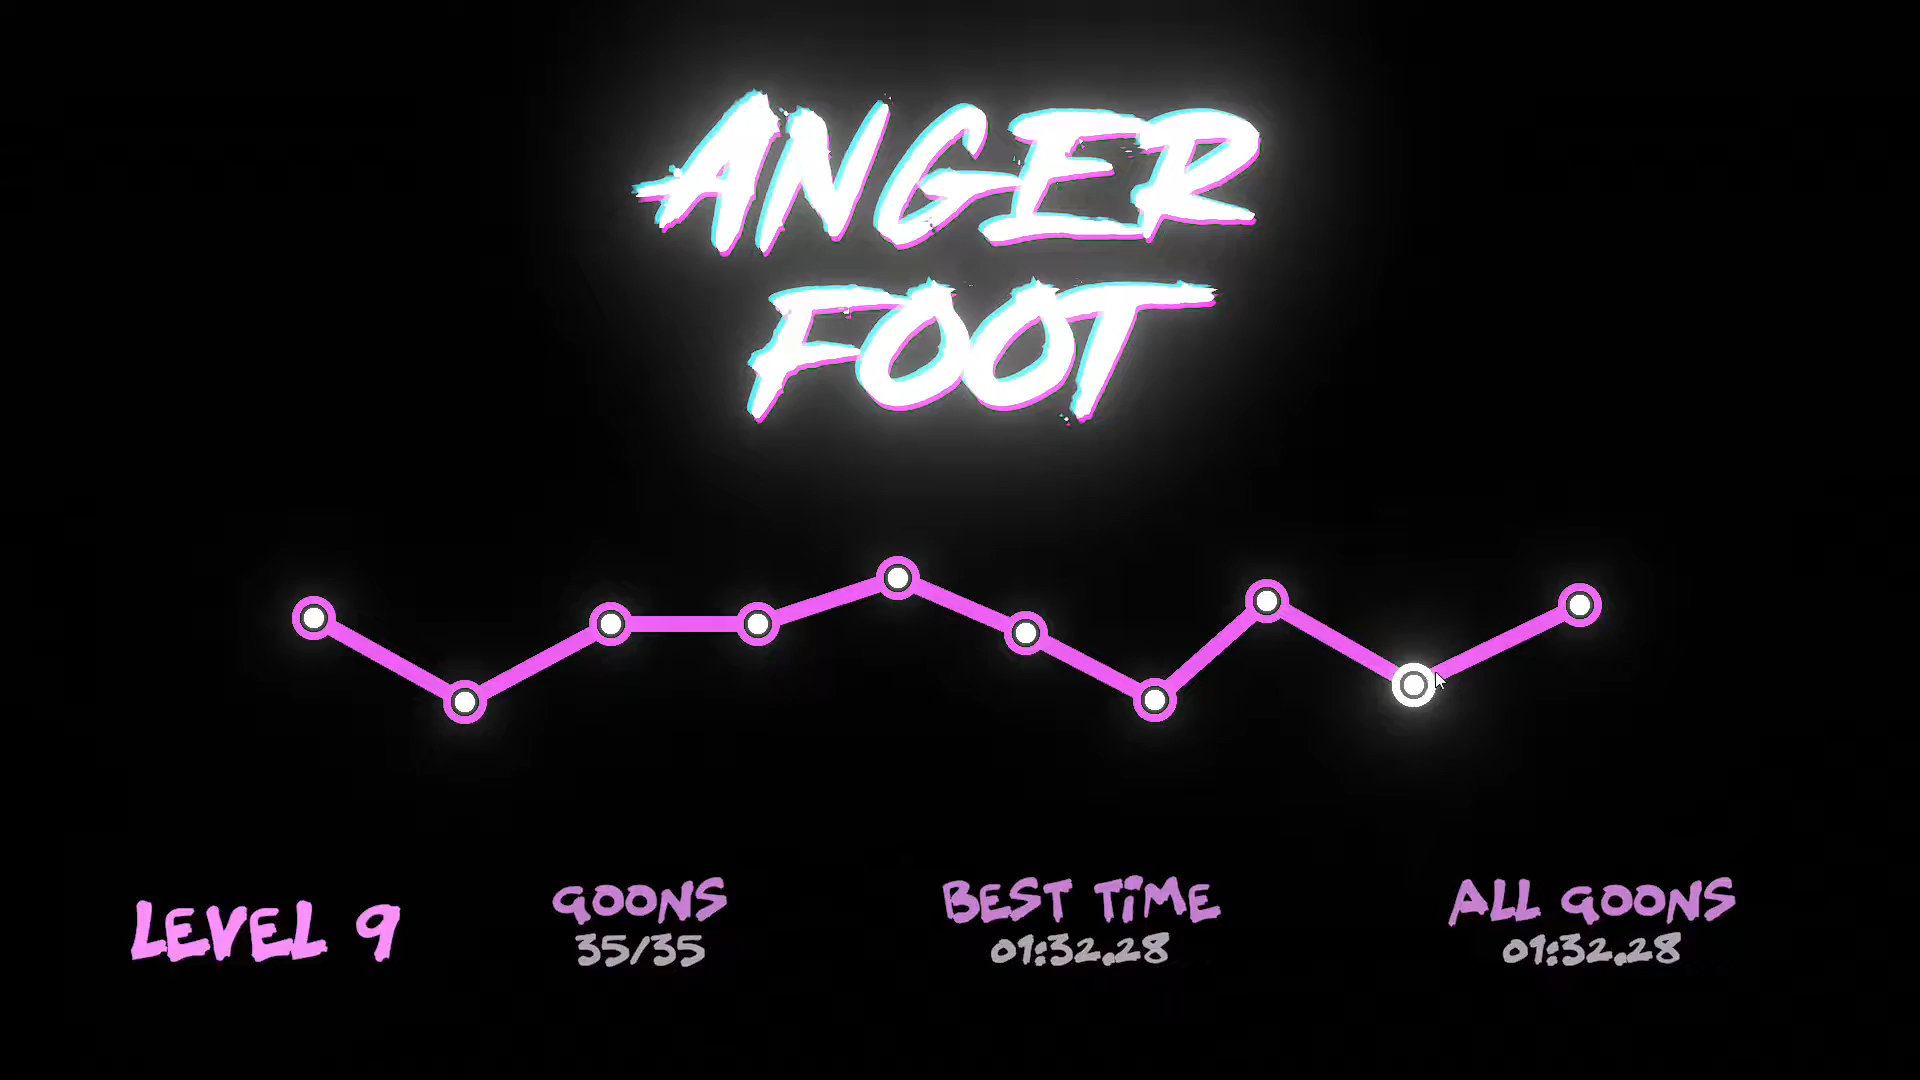 ANGER
FOOT
LEVEL 9
GOONS
35/35
BEST TiME
01:32.28
ALL GOONS
01:32.28